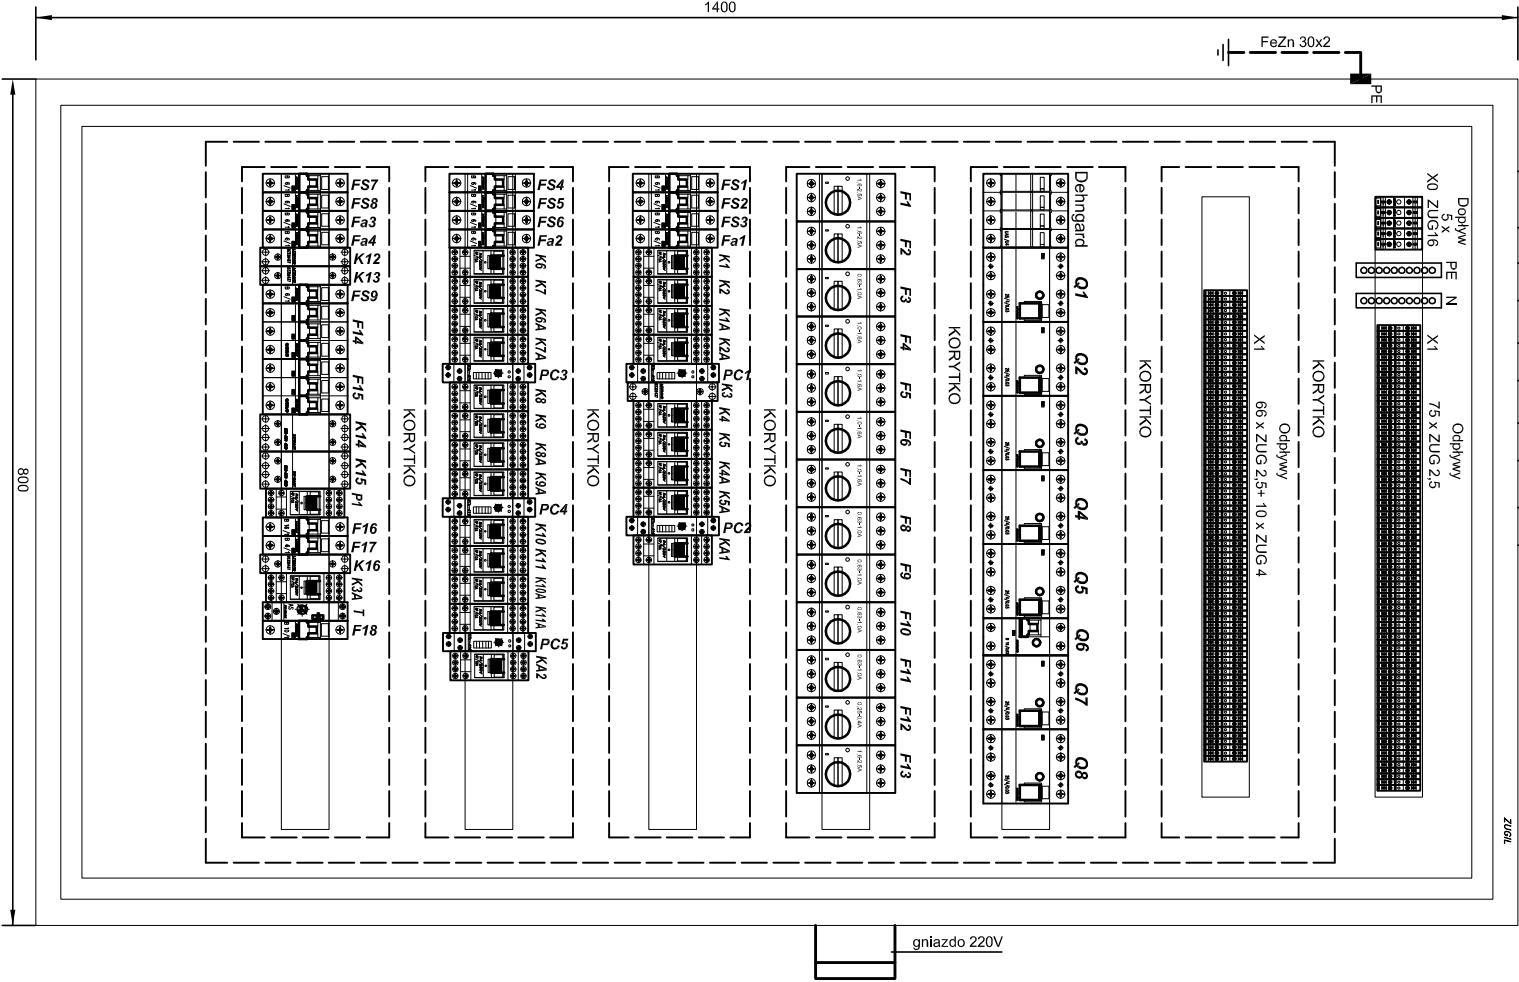 1400
800
FeZn 30x2
PE
FS7
FS8
Fa3
Fa4
K12
K13
FS9
F14
F15
K14
K15
P1
F16
F17
K16
K3A
T
F18
KORYTKO
FS4
FS5
FS6
Fa2
K6
K7
K6A
K7A
PC3
K8
K9
K8A
K9A
PC4
K10
K11
K10A
K11A
PC5
KA2
KORYTKO
FS1
FS2
FS3
Fa1
K1
K2
K1A
K2A
PC1
K3
K4
K5
K4A
K5A
PC2
KA1
KORYTKO
F1
F2
F3
F4
F5
F6
F7
F8
F9
F10
F11
F12
F13
KORYTKO
Dehngard
Q1
Q2
Q3
Q4
Q5
Q6
Q7
Q8
KORYTKO
X1
Odpływy
66 x ZUG 2,5+ 10 x ZUG 4
KORYTKO
Dopływ
5 x
X0 ZUG16
PE
N
X1
Odpływy
75 x ZUG 2,5
ZUGIL
gniazdo 220V